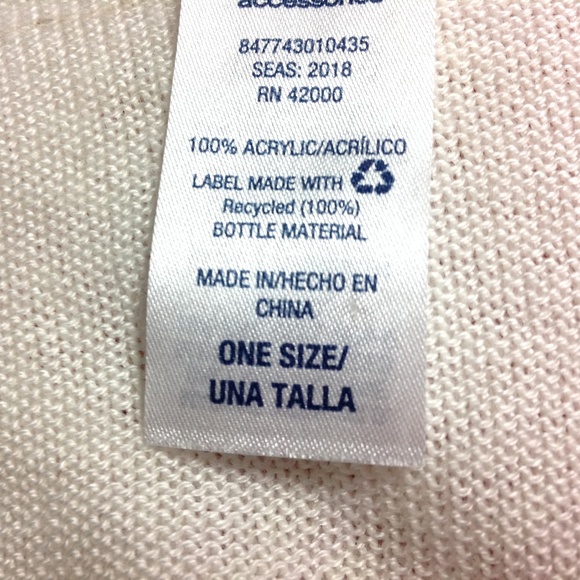 accessories
847743010435
SEAS: 2018
RN 42000
100% ACRYLIC/ACRÍLICO
LABEL MADE WITH
Recycled (100%)
BOTTLE MATERIAL
MADE IN/HECHO EN
CHINA
ONE SIZE/
UNA TALLA